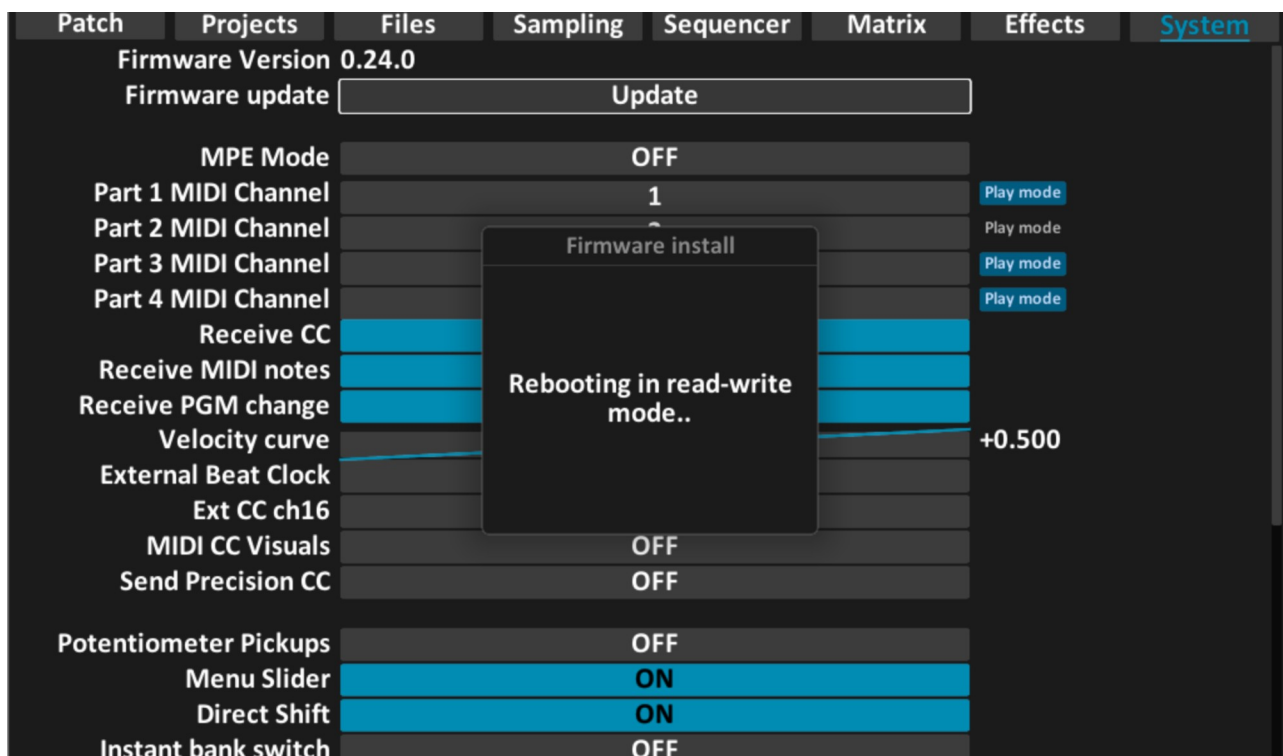 Patch Projects Files Sampling Sequencer Matrix Effects System
Firmware Version 0.24.0
Firmware update Update
MPE Mode OFF
Part 1 MIDI Channel 1 Play mode
Part 2 MIDI Channel Play mode
Firmware install
Part 3 MIDI Channel Play mode
Part 4 MIDI Channel Play mode
Receive CC
Receive MIDI notes
Rebooting in read-write
mode..
Receive PGM change
Velocity curve +0.500
External Beat Clock
Ext CC ch16
MIDI CC Visuals OFF
Send Precision CC OFF
Potentiometer Pickups OFF
Menu Slider ON
Direct Shift ON
Instant bank switch OFF